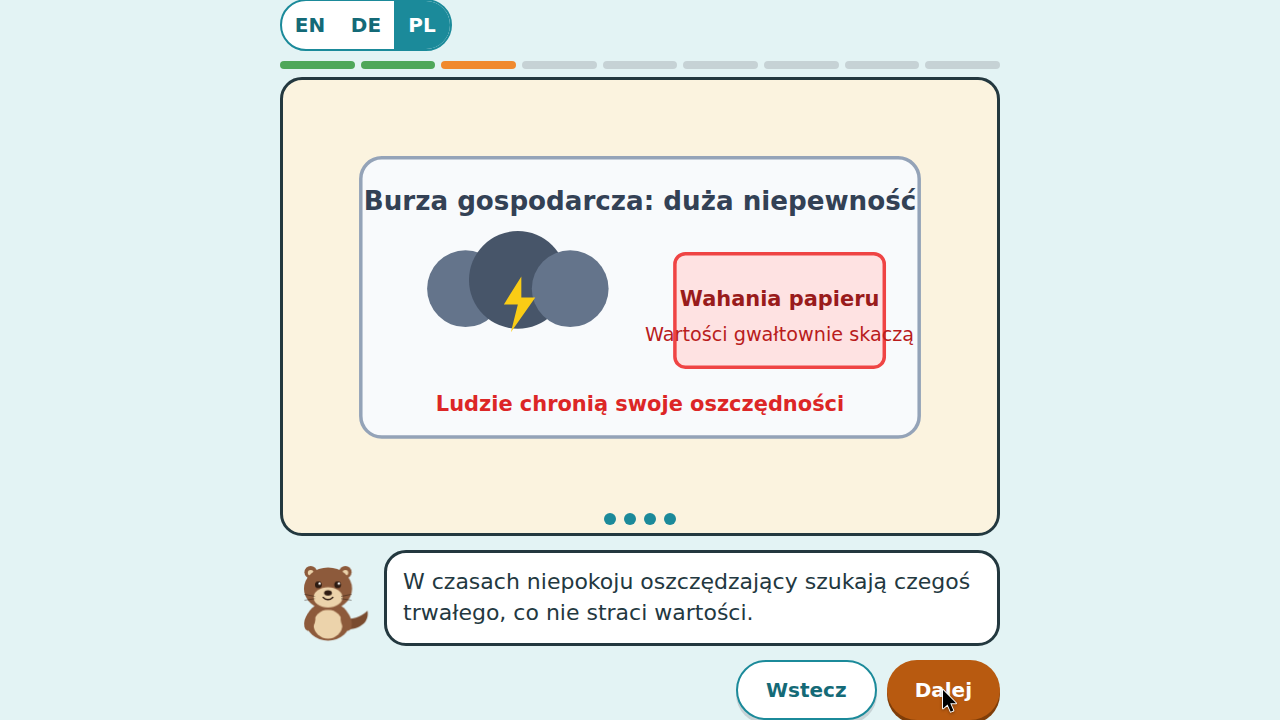 EN DE PL
Burza gospodarcza: duża niepewność
Wahania papieru
Wartości gwałtownie skaczą
Ludzie chronią swoje oszczędności
W czasach niepokoju oszczędzający szukają czegoś
trwałego, co nie straci wartości.
Wstecz Dalej